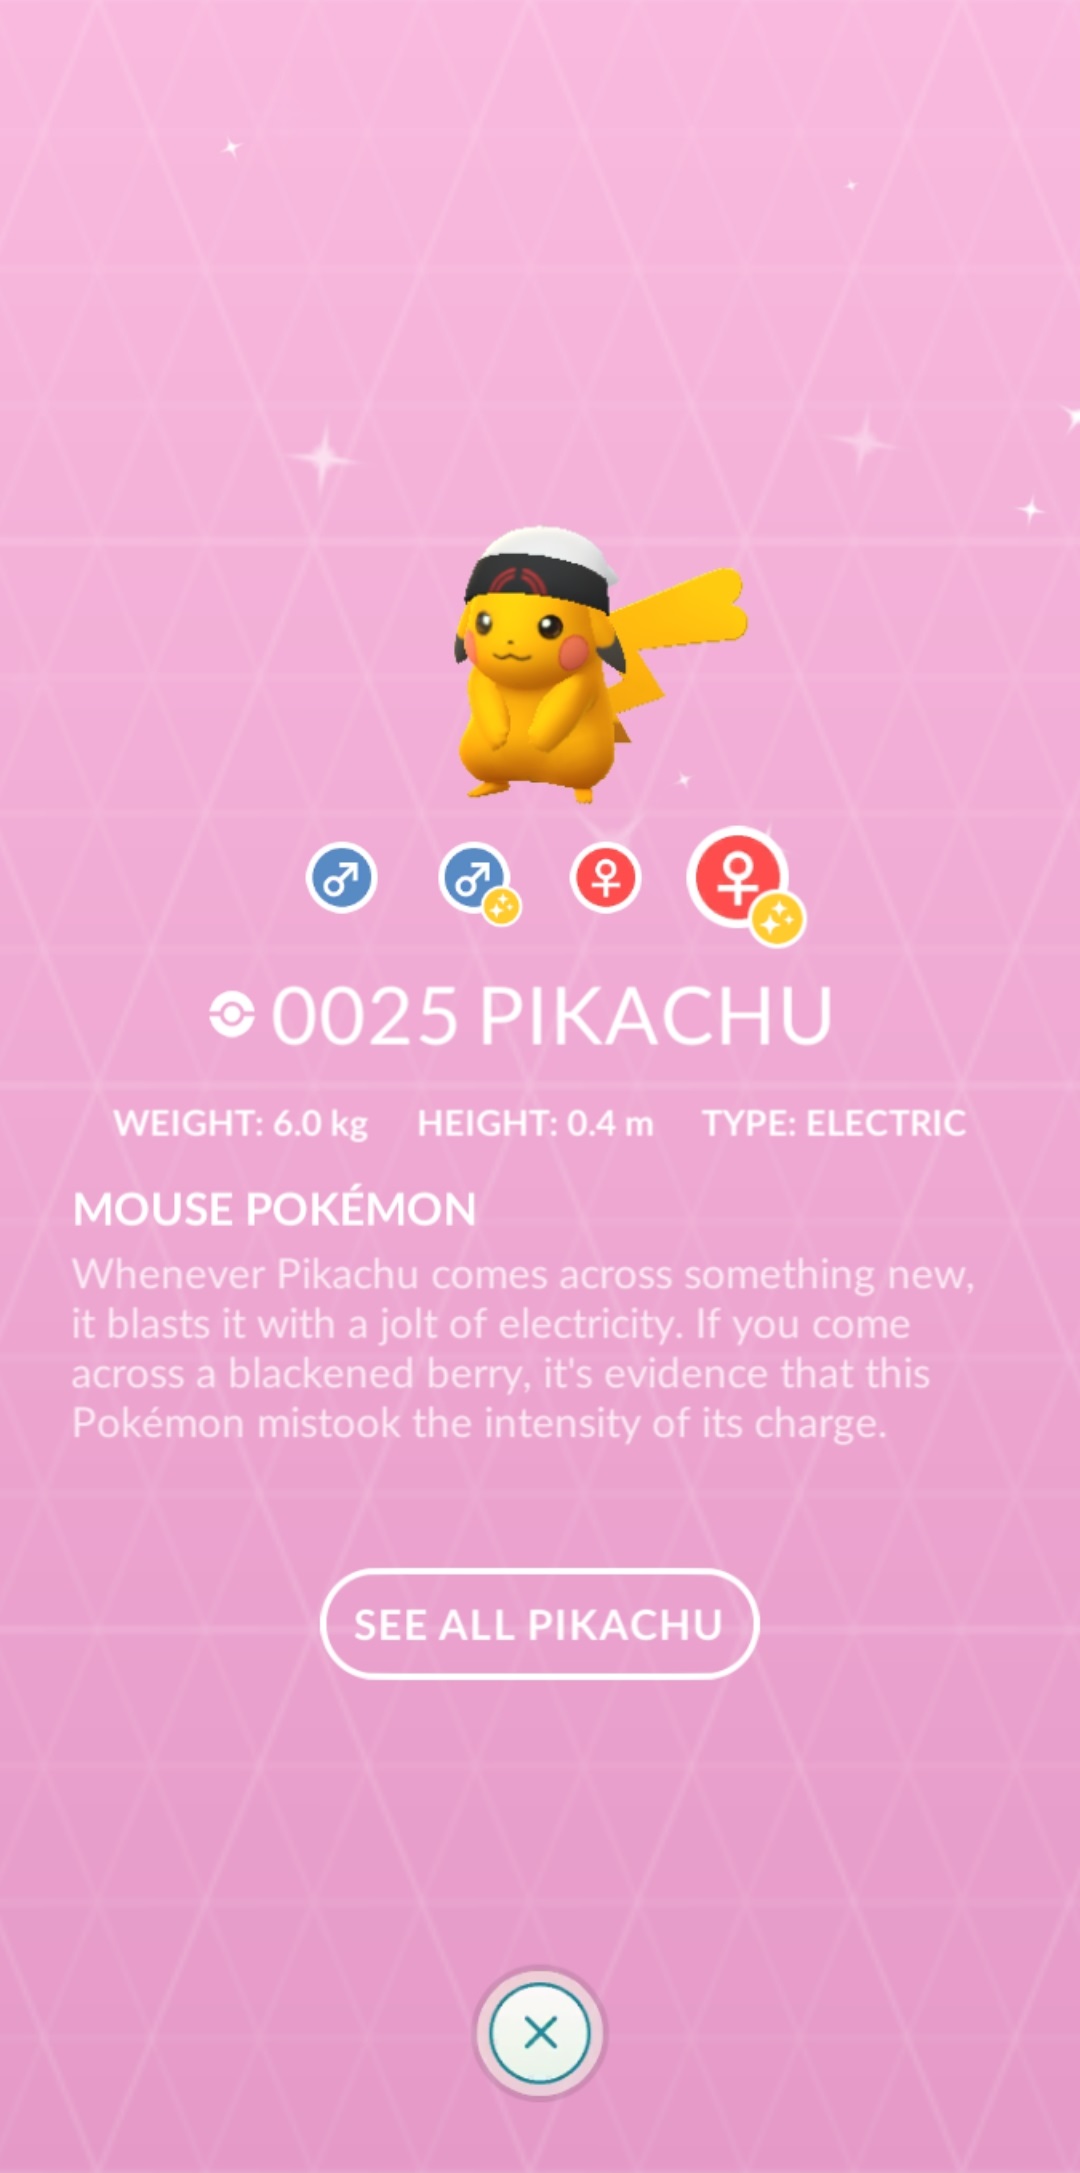 0025 PIKACHU
WEIGHT: 6.0 kg HEIGHT: 0.4 m TYPE: ELECTRIC
MOUSE POKÉMON
Whenever Pikachu comes across something new,
it blasts it with a jolt of electricity. If you come
across a blackened berry, it's evidence that this
Pokémon mistook the intensity of its charge.
SEE ALL PIKACHU